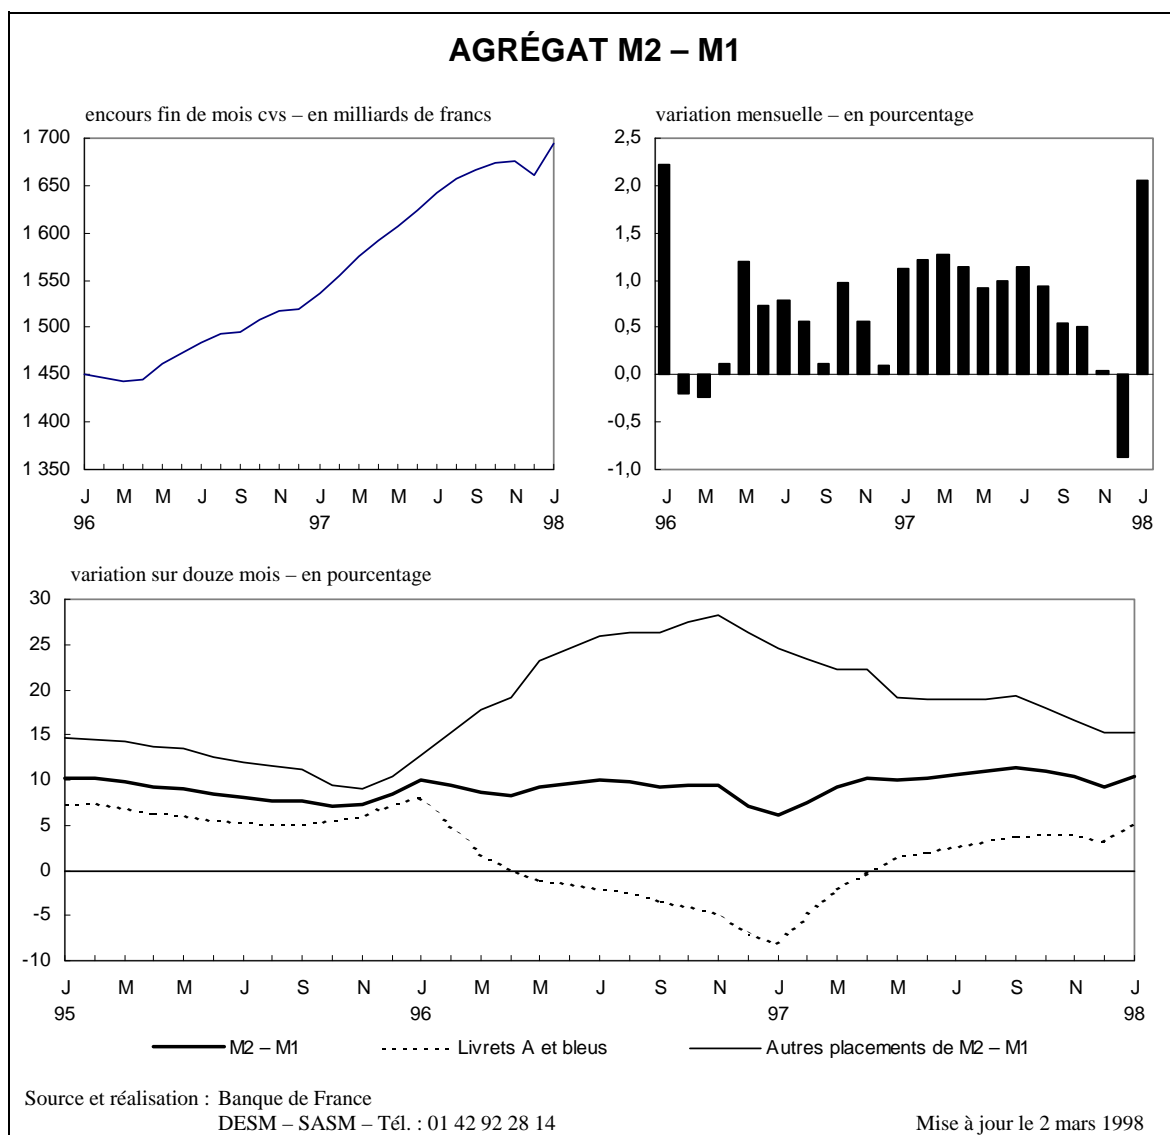 AGRÉGAT M2 – M1
encours fin de mois cvs – en milliards de francs
1 700
1 650
1 600
1 550
1 500
1 450
1 400
1 350
J M M J S N J M M J S N J
96 97 98
variation mensuelle – en pourcentage
2,5
2,0
1,5
1,0
0,5
0,0
-0,5
-1,0
J M M J S N J M M J S N J
96 97 98
variation sur douze mois – en pourcentage
30
25
20
15
10
5
0
-5
-10
J M M J S N J M M J S N J M M J S N J
95 96 97 98
M2 – M1 Livrets A et bleus Autres placements de M2 – M1
Source et réalisation : Banque de France
DESM – SASM – Tél. : 01 42 92 28 14 Mise à jour le 2 mars 1998